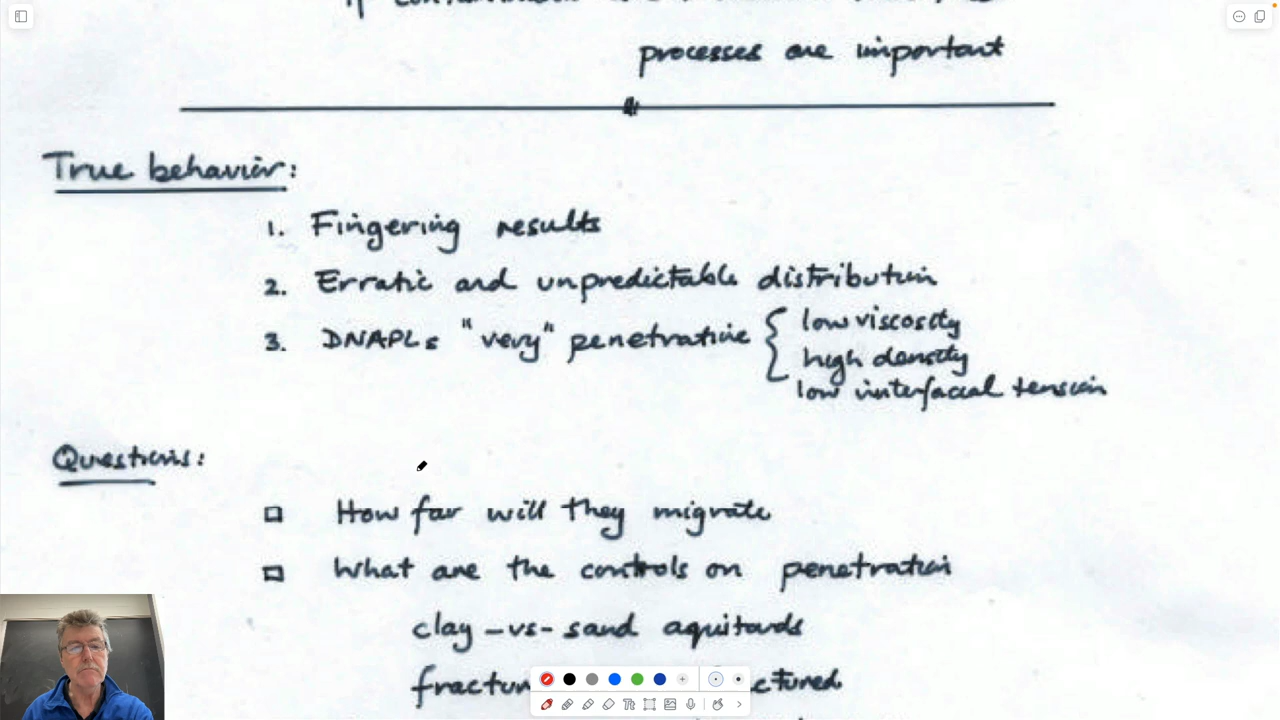 if
processes are important
True behavior:
1. Fingering results
2. Erratic and unpredictable distribution
3. DNAPLs "very" penetrative { low viscosity
high density
low interfacial tension
Questions:
□ How far will they migrate
□ What are the controls on penetration
clay -vs- sand aquitards